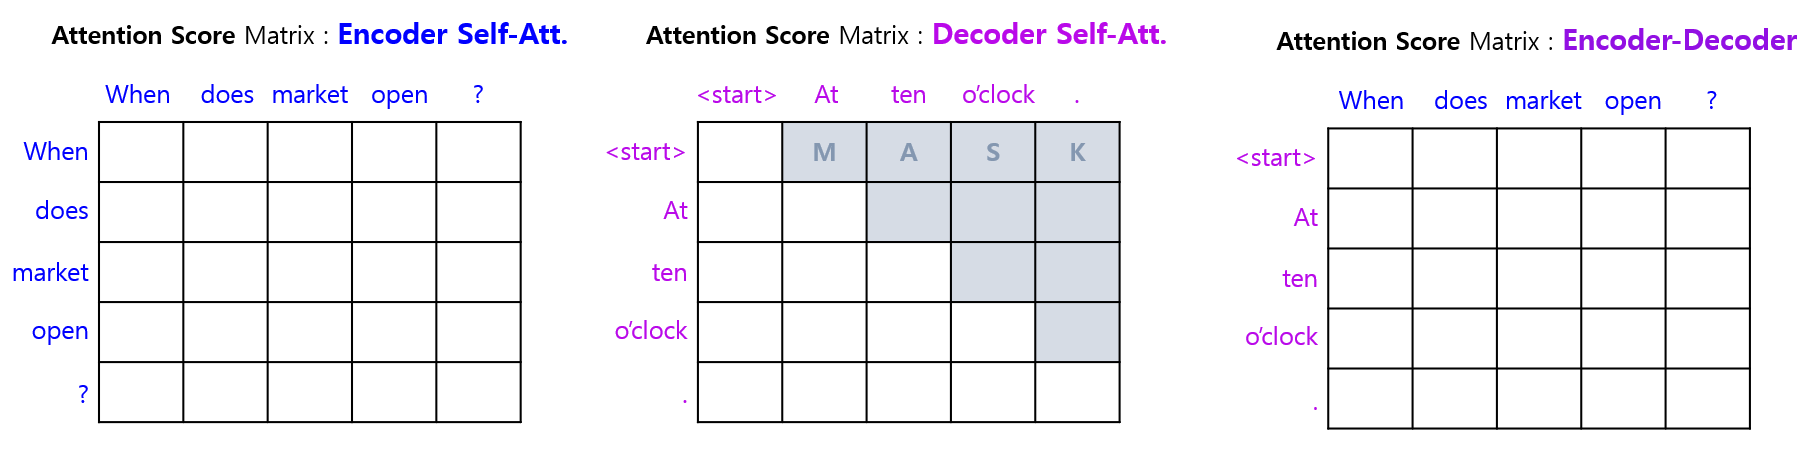 Attention Score Matrix : Encoder Self-Att.
When does market open ?
When
does
market
open
?
Attention Score Matrix : Decoder Self-Att.
<start> At ten o'clock .
<start> M A S K
At
ten
o'clock
.
Attention Score Matrix : Encoder-Decoder
When does market open ?
<start>
At
ten
o'clock
.